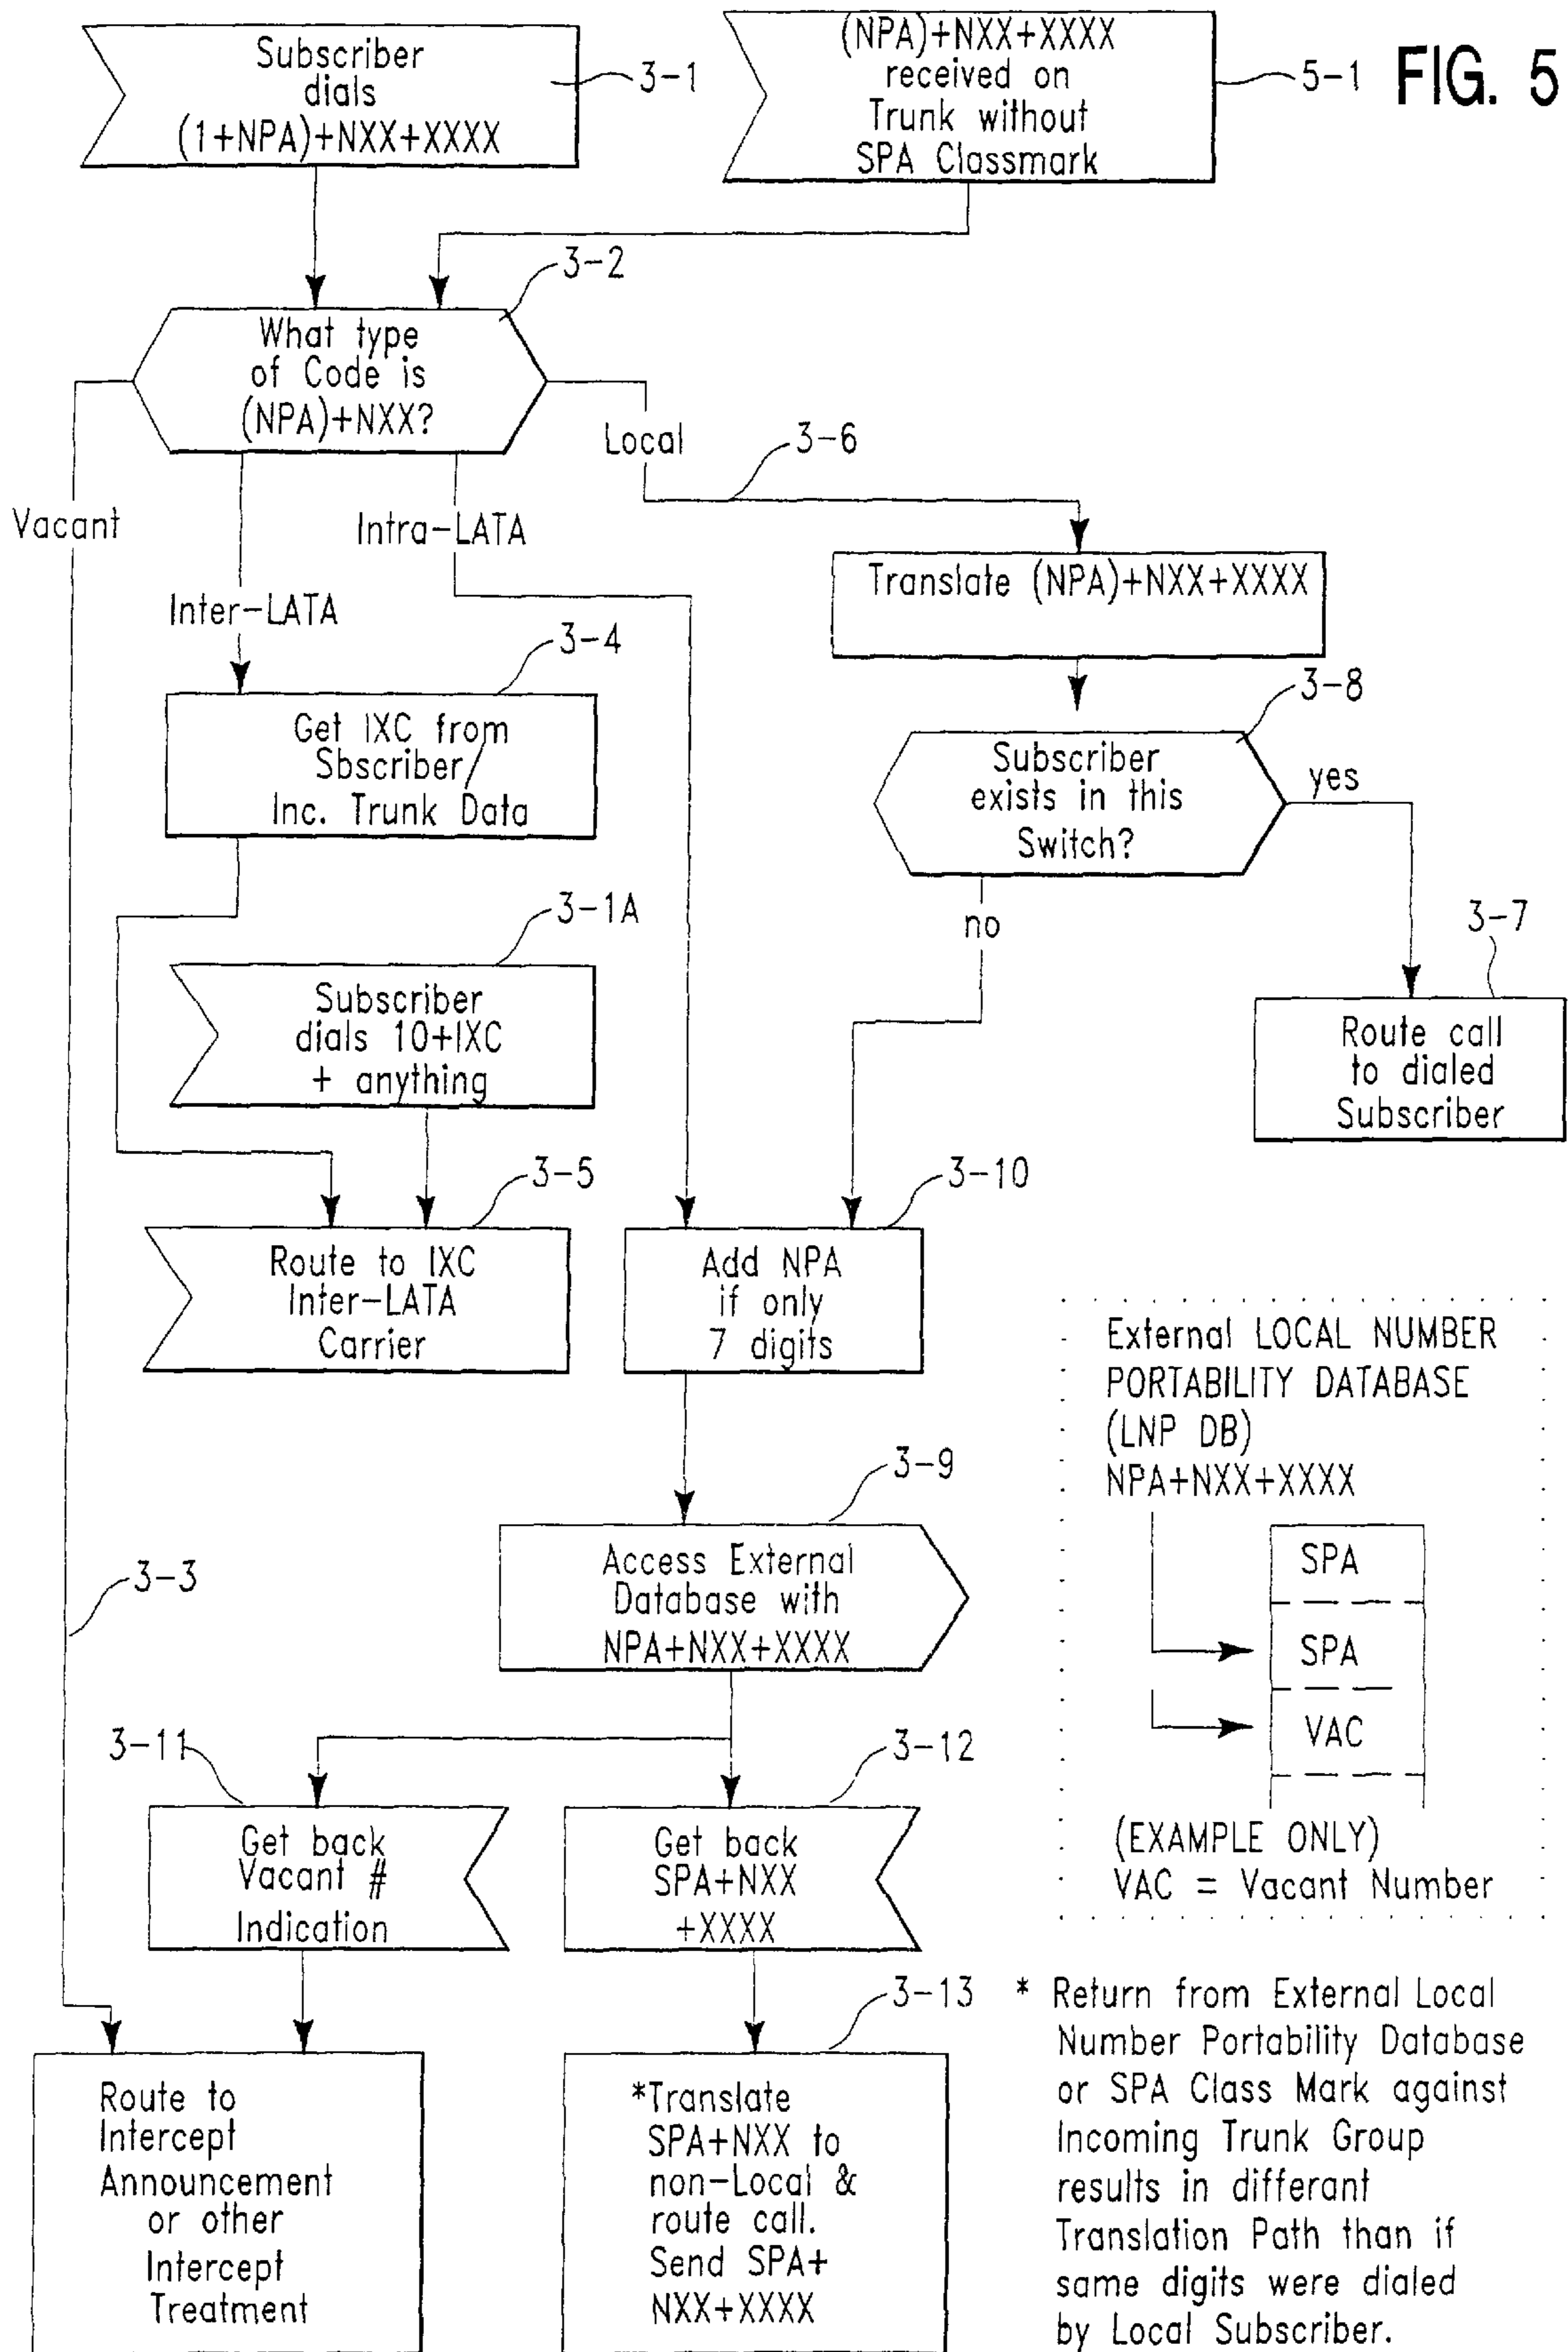 Subscriber
dials
(1+NPA)+NXX+XXXX
3-1
(NPA)+NXX+XXXX
received on
Trunk without
SPA Classmark
5-1
FIG. 5
3-2
What type
of Code is
(NPA)+NXX?
Vacant
Inter-LATA
Intra-LATA
Local
3-6
Translate (NPA)+NXX+XXXX
3-4
Get IXC from
Sbscriber/
Inc. Trunk Data
3-8
Subscriber
exists in this
Switch?
yes
no
3-7
Route call
to dialed
Subscriber
3-1A
Subscriber
dials 10+IXC
+ anything
3-5
Route to IXC
Inter-LATA
Carrier
3-10
Add NPA
if only
7 digits
External LOCAL NUMBER
PORTABILITY DATABASE
(LNP DB)
NPA+NXX+XXXX
SPA
SPA
VAC
(EXAMPLE ONLY)
VAC = Vacant Number
3-9
Access External
Database with
NPA+NXX+XXXX
3-3
3-11
Get back
Vacant #
Indication
3-12
Get back
SPA+NXX
+XXXX
3-13
Route to
Intercept
Announcement
or other
Intercept
Treatment
*Translate
SPA+NXX to
non-Local &
route call.
Send SPA+
NXX+XXXX
* Return from External Local
Number Portability Database
or SPA Class Mark against
Incoming Trunk Group
results in differant
Translation Path than if
same digits were dialed
by Local Subscriber.